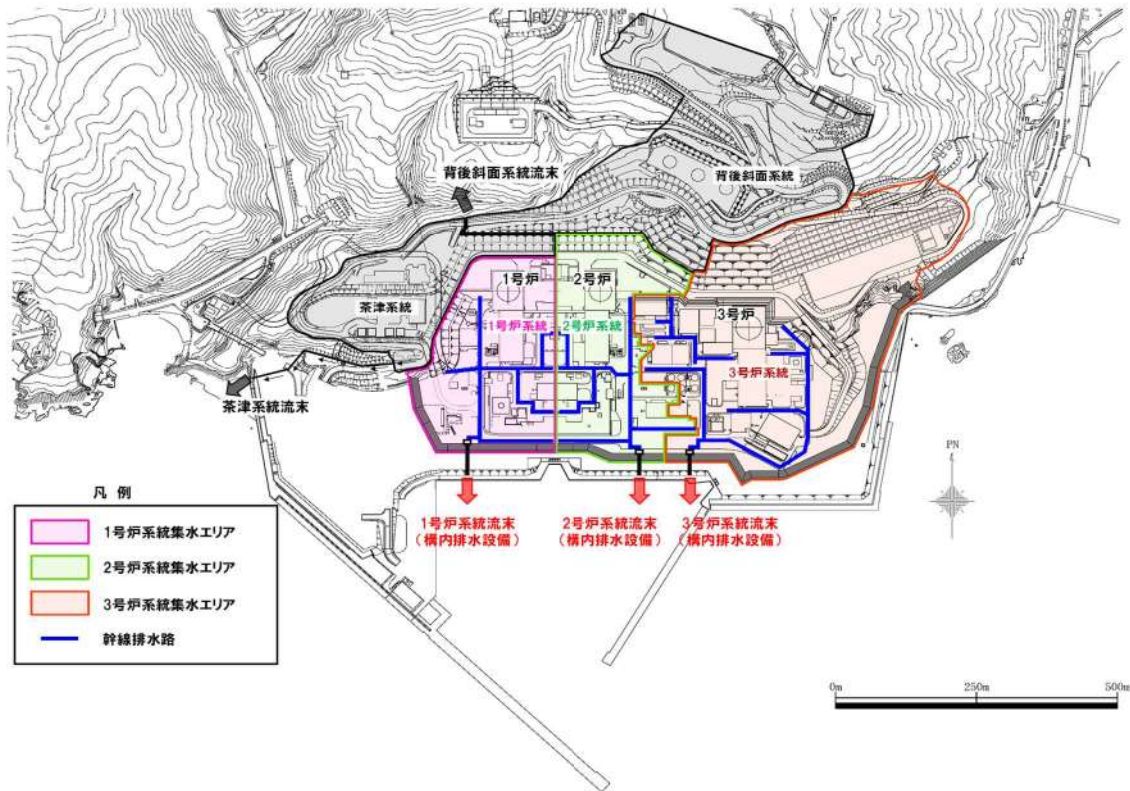 背後斜面系統流末
背後斜面系統
1号炉
2号炉
茶津系統
3号炉
1号炉系統
2号炉系統
3号炉系統
茶津系統流末
PN
凡 例
1号炉系統集水エリア
2号炉系統集水エリア
3号炉系統集水エリア
幹線排水路
1号炉系統流末
(構内排水設備)
2号炉系統流末
(構内排水設備)
3号炉系統流末
(構内排水設備)
0m 250m 500m